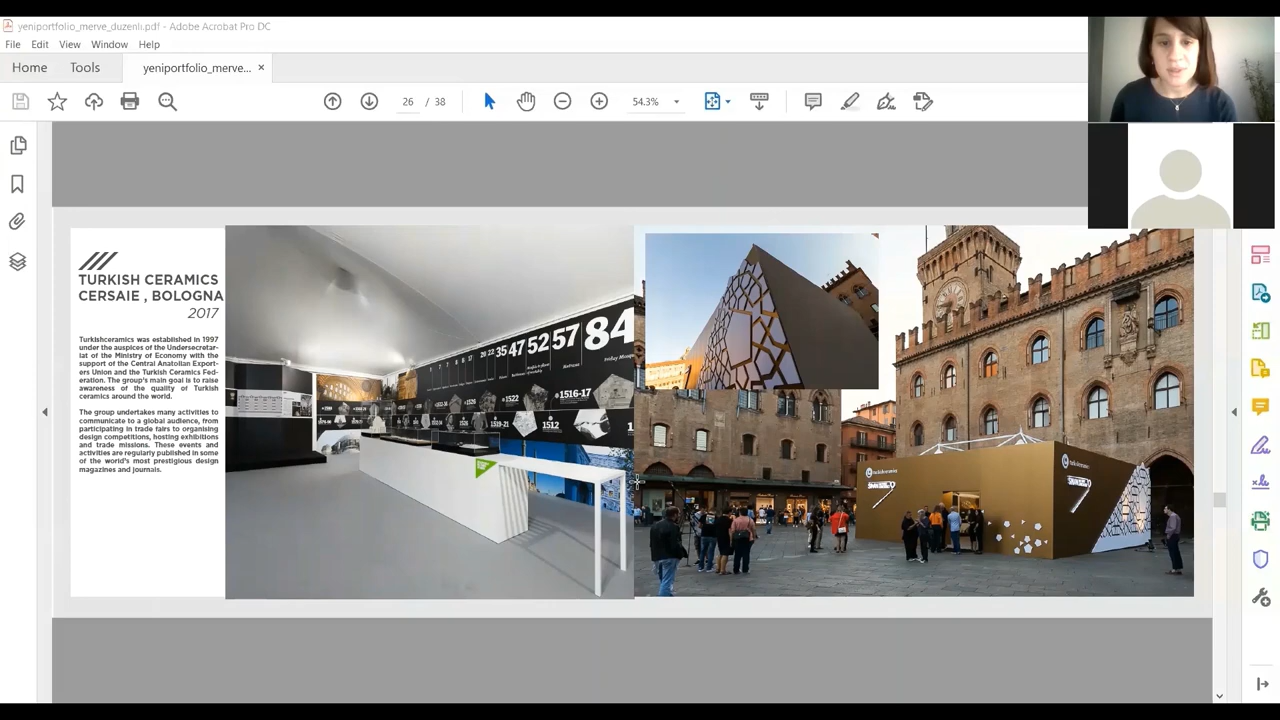 yeniportfolio_merve_duzenli.pdf - Adobe Acrobat Pro DC
File Edit View Window Help
Home Tools yeniportfolio_merve... ×
26 / 38 54.3%
TURKISH CERAMICS
CERSAIE , BOLOGNA
2017
Turkishceramics was established in 1997
under the auspices of the Undersecretar-
iat of the Ministry of Economy with the
support of the Central Anatolian Export-
ers Union and the Turkish Ceramics Fed-
eration. The group's main goal is to raise
awareness of the quality of Turkish
ceramics around the world.
The group undertakes many activities to
communicate to a global audience, from
participating in trade fairs to organising
design competitions, hosting exhibitions
and trade missions. These events and
activities are regularly published in some
of the world's most prestigious design
magazines and journals.
35 47 52 57 84
1522
1516-17
1519-21
1512
turkishceramics
turkishceramics